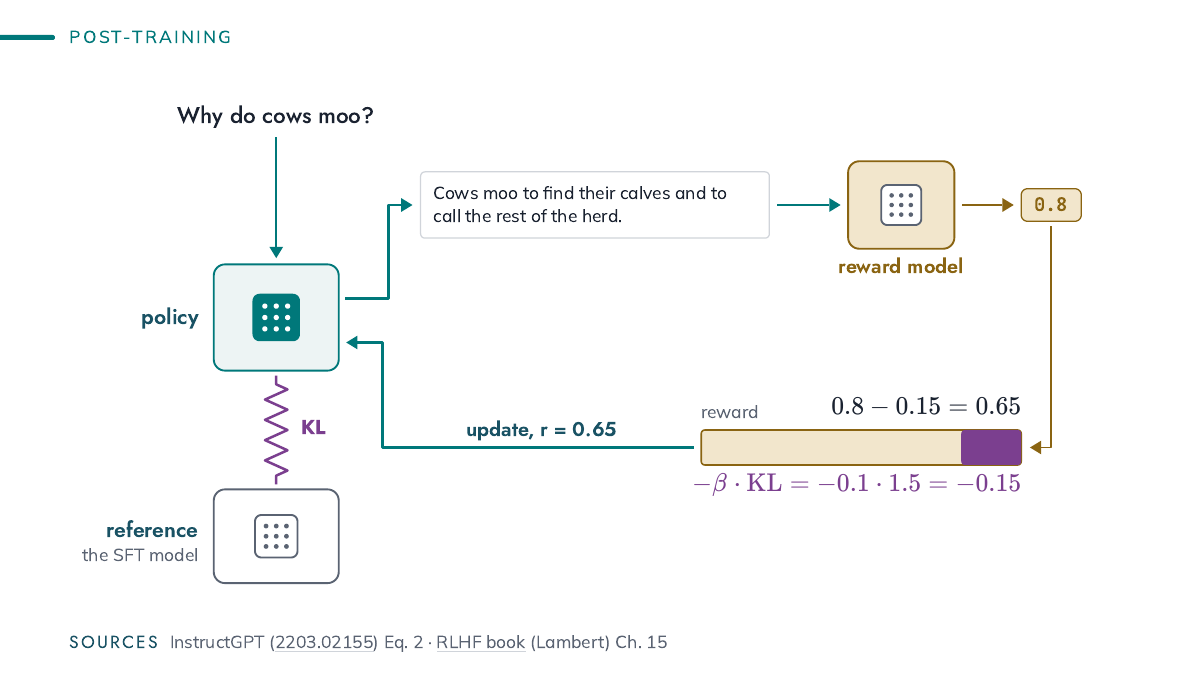 POST-TRAINING
Why do cows moo?
Cows moo to find their calves and to
call the rest of the herd.
0.8
reward model
policy
KL
reward
0.8 − 0.15 = 0.65
update, r = 0.65
−β · KL = −0.1 · 1.5 = −0.15
reference
the SFT model
SOURCES InstructGPT (2203.02155) Eq. 2 · RLHF book (Lambert) Ch. 15